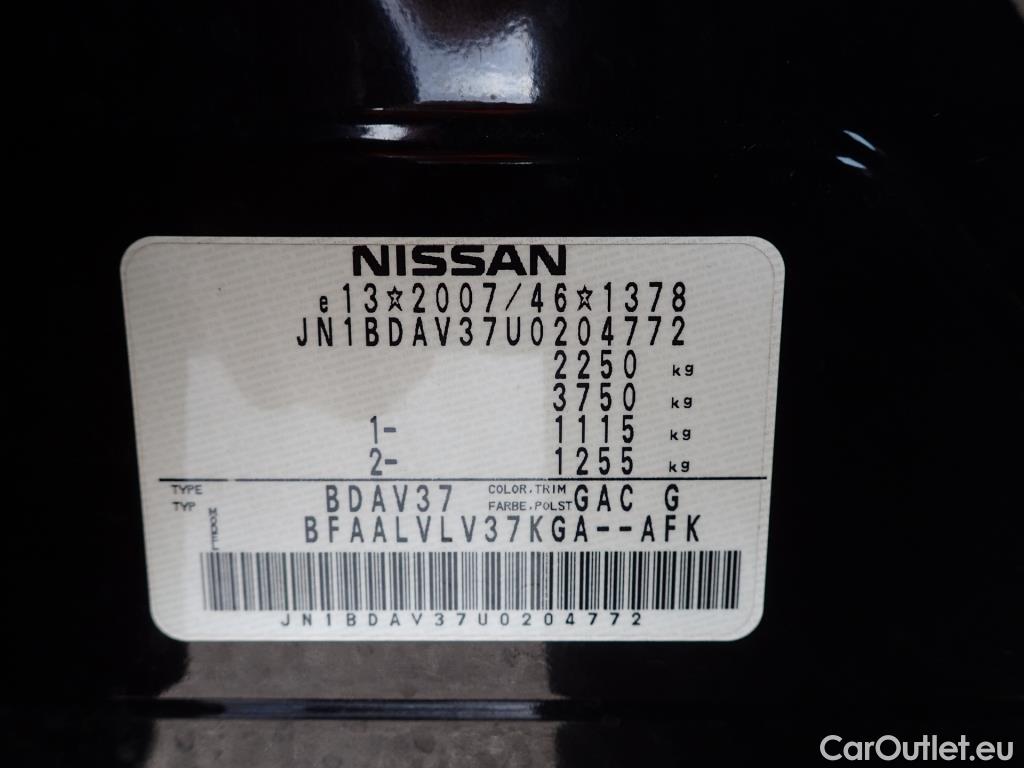 NISSAN
e13☆2007/46☆1378
JN1BDAV37U0204772
2250 kg
3750 kg
1- 1115 kg
2- 1255 kg
TYPE BDAV37 COLOR.TRIM GAC G
TYP FARBE.POLST
MODEL BFAALVLV37KGA--AFK
JN1BDAV37U0204772
CarOutlet.eu